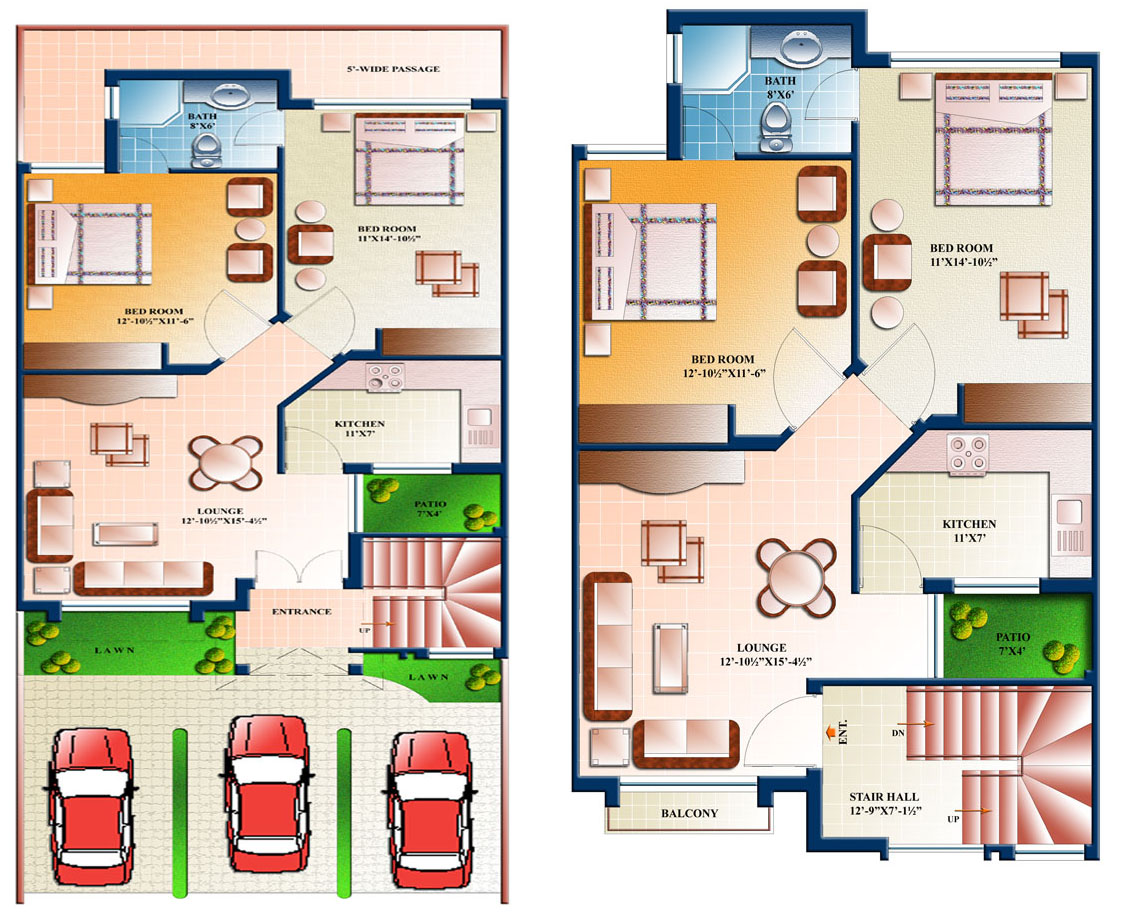 5'-WIDE PASSAGE
BATH
8'X6'
BED ROOM
11'X14'-10½"
BED ROOM
12'-10½"X11'-6"
KITCHEN
11'X7'
LOUNGE
12'-10½"X15'-4½"
PATIO
7'X4'
ENTRANCE
UP
LAWN
LAWN
BATH
8'X6'
BED ROOM
11'X14'-10½"
BED ROOM
12'-10½"X11'-6"
KITCHEN
11'X7'
PATIO
7'X4'
LOUNGE
12'-10½"X15'-4½"
ENT.
DN
STAIR HALL
12'-9"X7'-1½"
UP
BALCONY